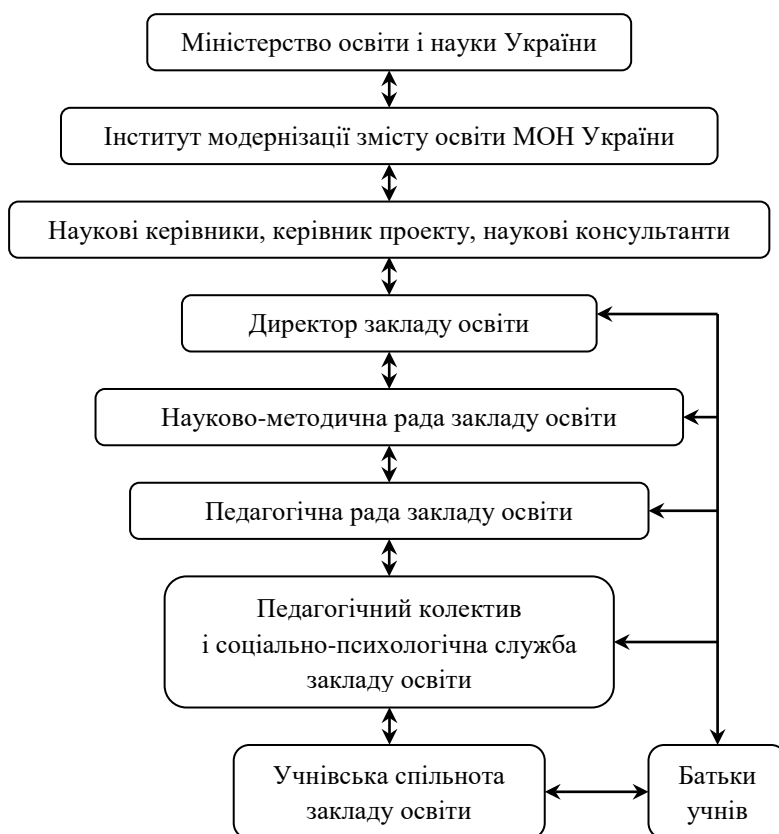 Міністерство освіти і науки України
Інститут модернізації змісту освіти МОН України
Наукові керівники, керівник проекту, наукові консультанти
Директор закладу освіти
Науково-методична рада закладу освіти
Педагогічна рада закладу освіти
Педагогічний колектив
і соціально-психологічна служба
закладу освіти
Учнівська спільнота
закладу освіти
Батьки
учнів